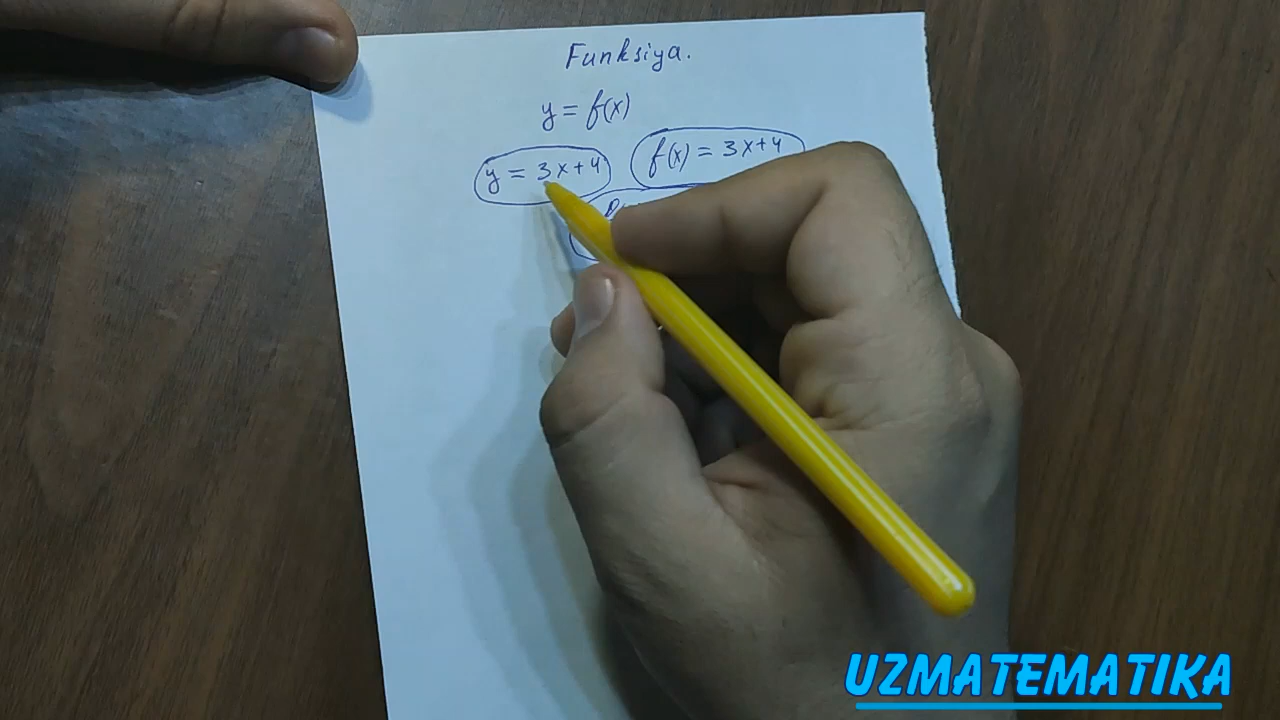 Funksiya.
y = f(x)
y = 3x+4 f(x) = 3x+4
UZMATEMATIKA